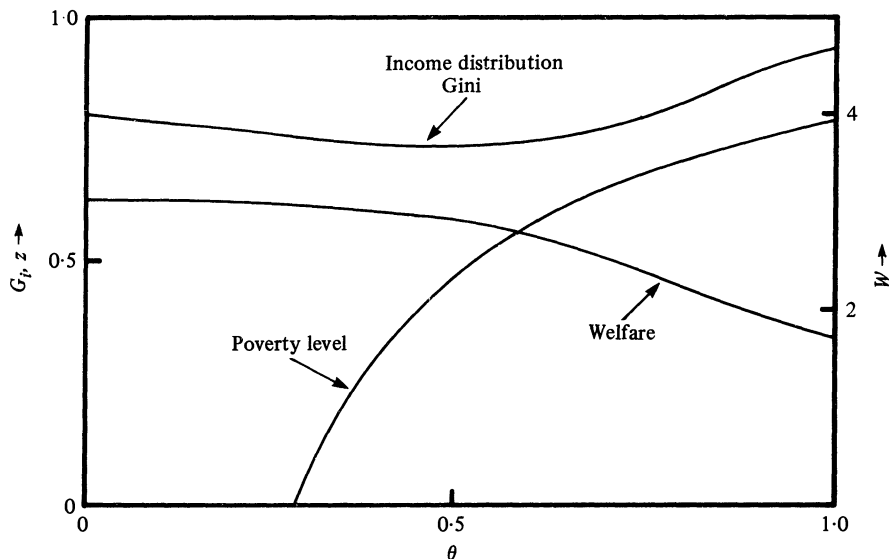 1·0
Income distribution
Gini
4
G_i, z →
0·5
W →
2
Poverty level
Welfare
0
0
0·5
1·0
θ